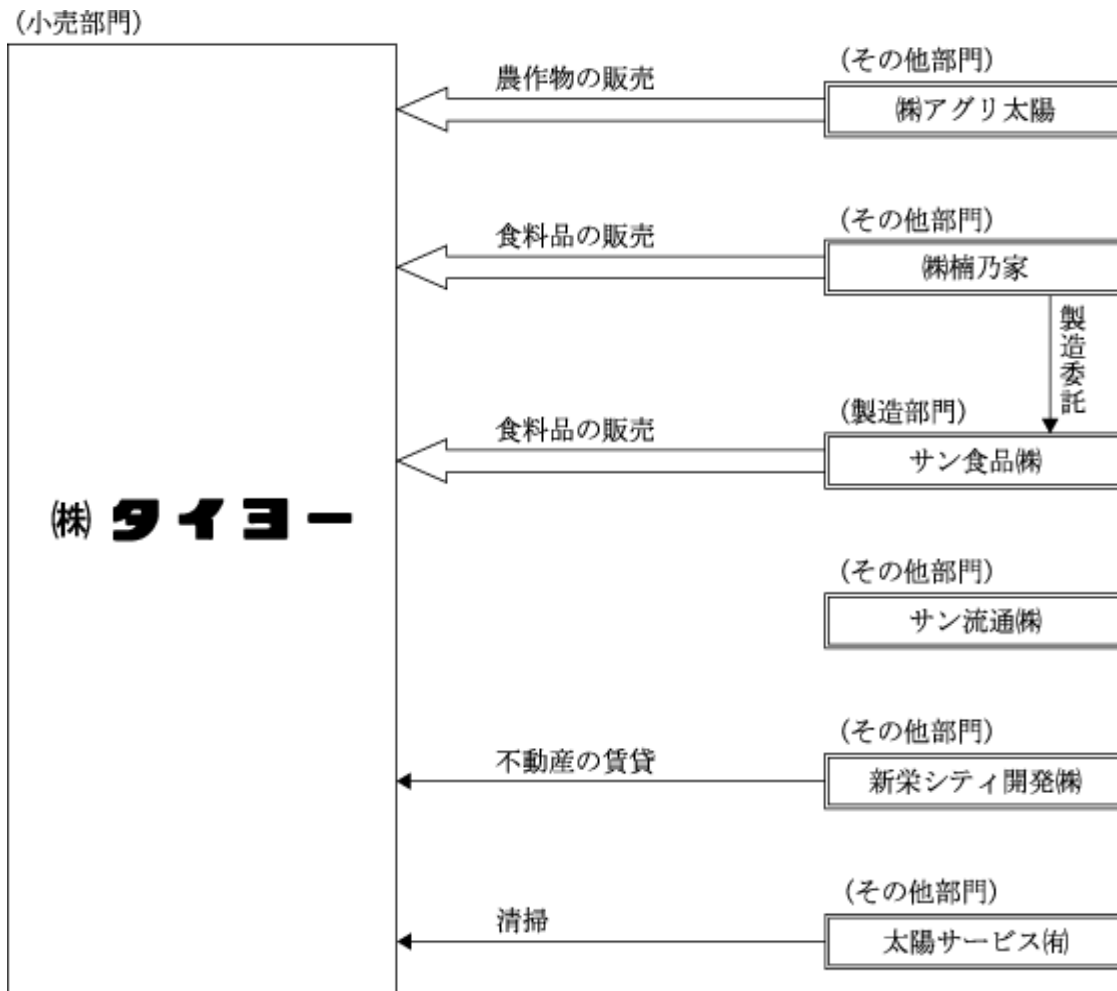 (小売部門)
農作物の販売
(その他部門)
㈱アグリ太陽
食料品の販売
(その他部門)
㈱楠乃家
製造委託
食料品の販売
(製造部門)
サン食品㈱
㈱タイヨー
(その他部門)
サン流通㈱
不動産の賃貸
(その他部門)
新栄シティ開発㈱
清掃
(その他部門)
太陽サービス㈲